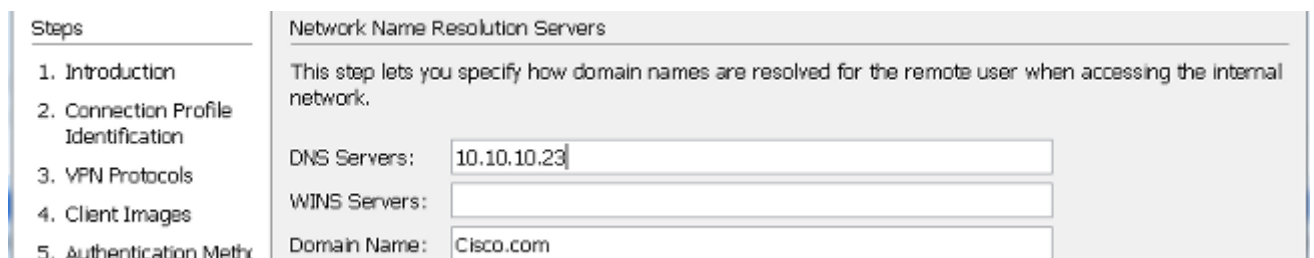 Steps
1. Introduction
2. Connection Profile
Identification
3. VPN Protocols
4. Client Images
5. Authentication
Network Name Resolution Servers
This step lets you specify how domain names are resolved for the remote user when accessing the internal
network.
DNS Servers: 10.10.10.23
WINS Servers:
Domain Name: Cisco.com